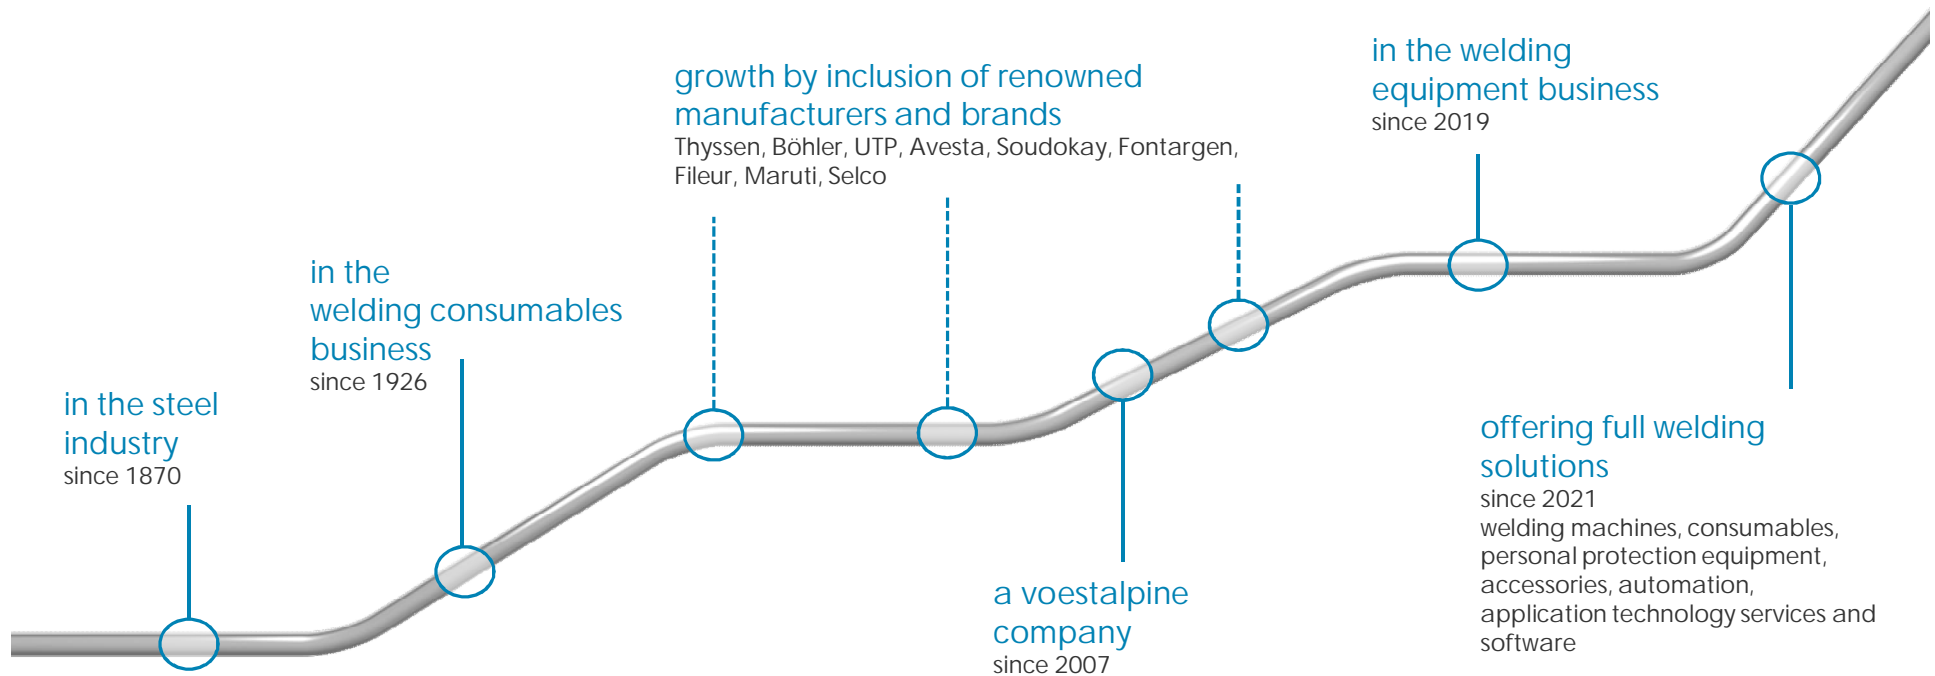 in the steel
industry
since 1870
in the
welding consumables
business
since 1926
growth by inclusion of renowned
manufacturers and brands
Thyssen, Böhler, UTP, Avesta, Soudokay, Fontargen,
Fileur, Maruti, Selco
a voestalpine
company
since 2007
in the welding
equipment business
since 2019
offering full welding
solutions
since 2021
welding machines, consumables,
personal protection equipment,
accessories, automation,
application technology services and
software